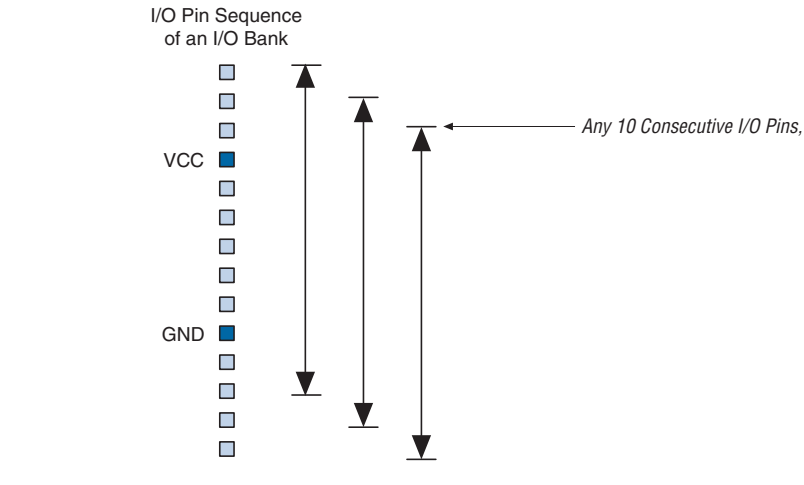 I/O Pin Sequence
of an I/O Bank
Any 10 Consecutive I/O Pins,
VCC
GND